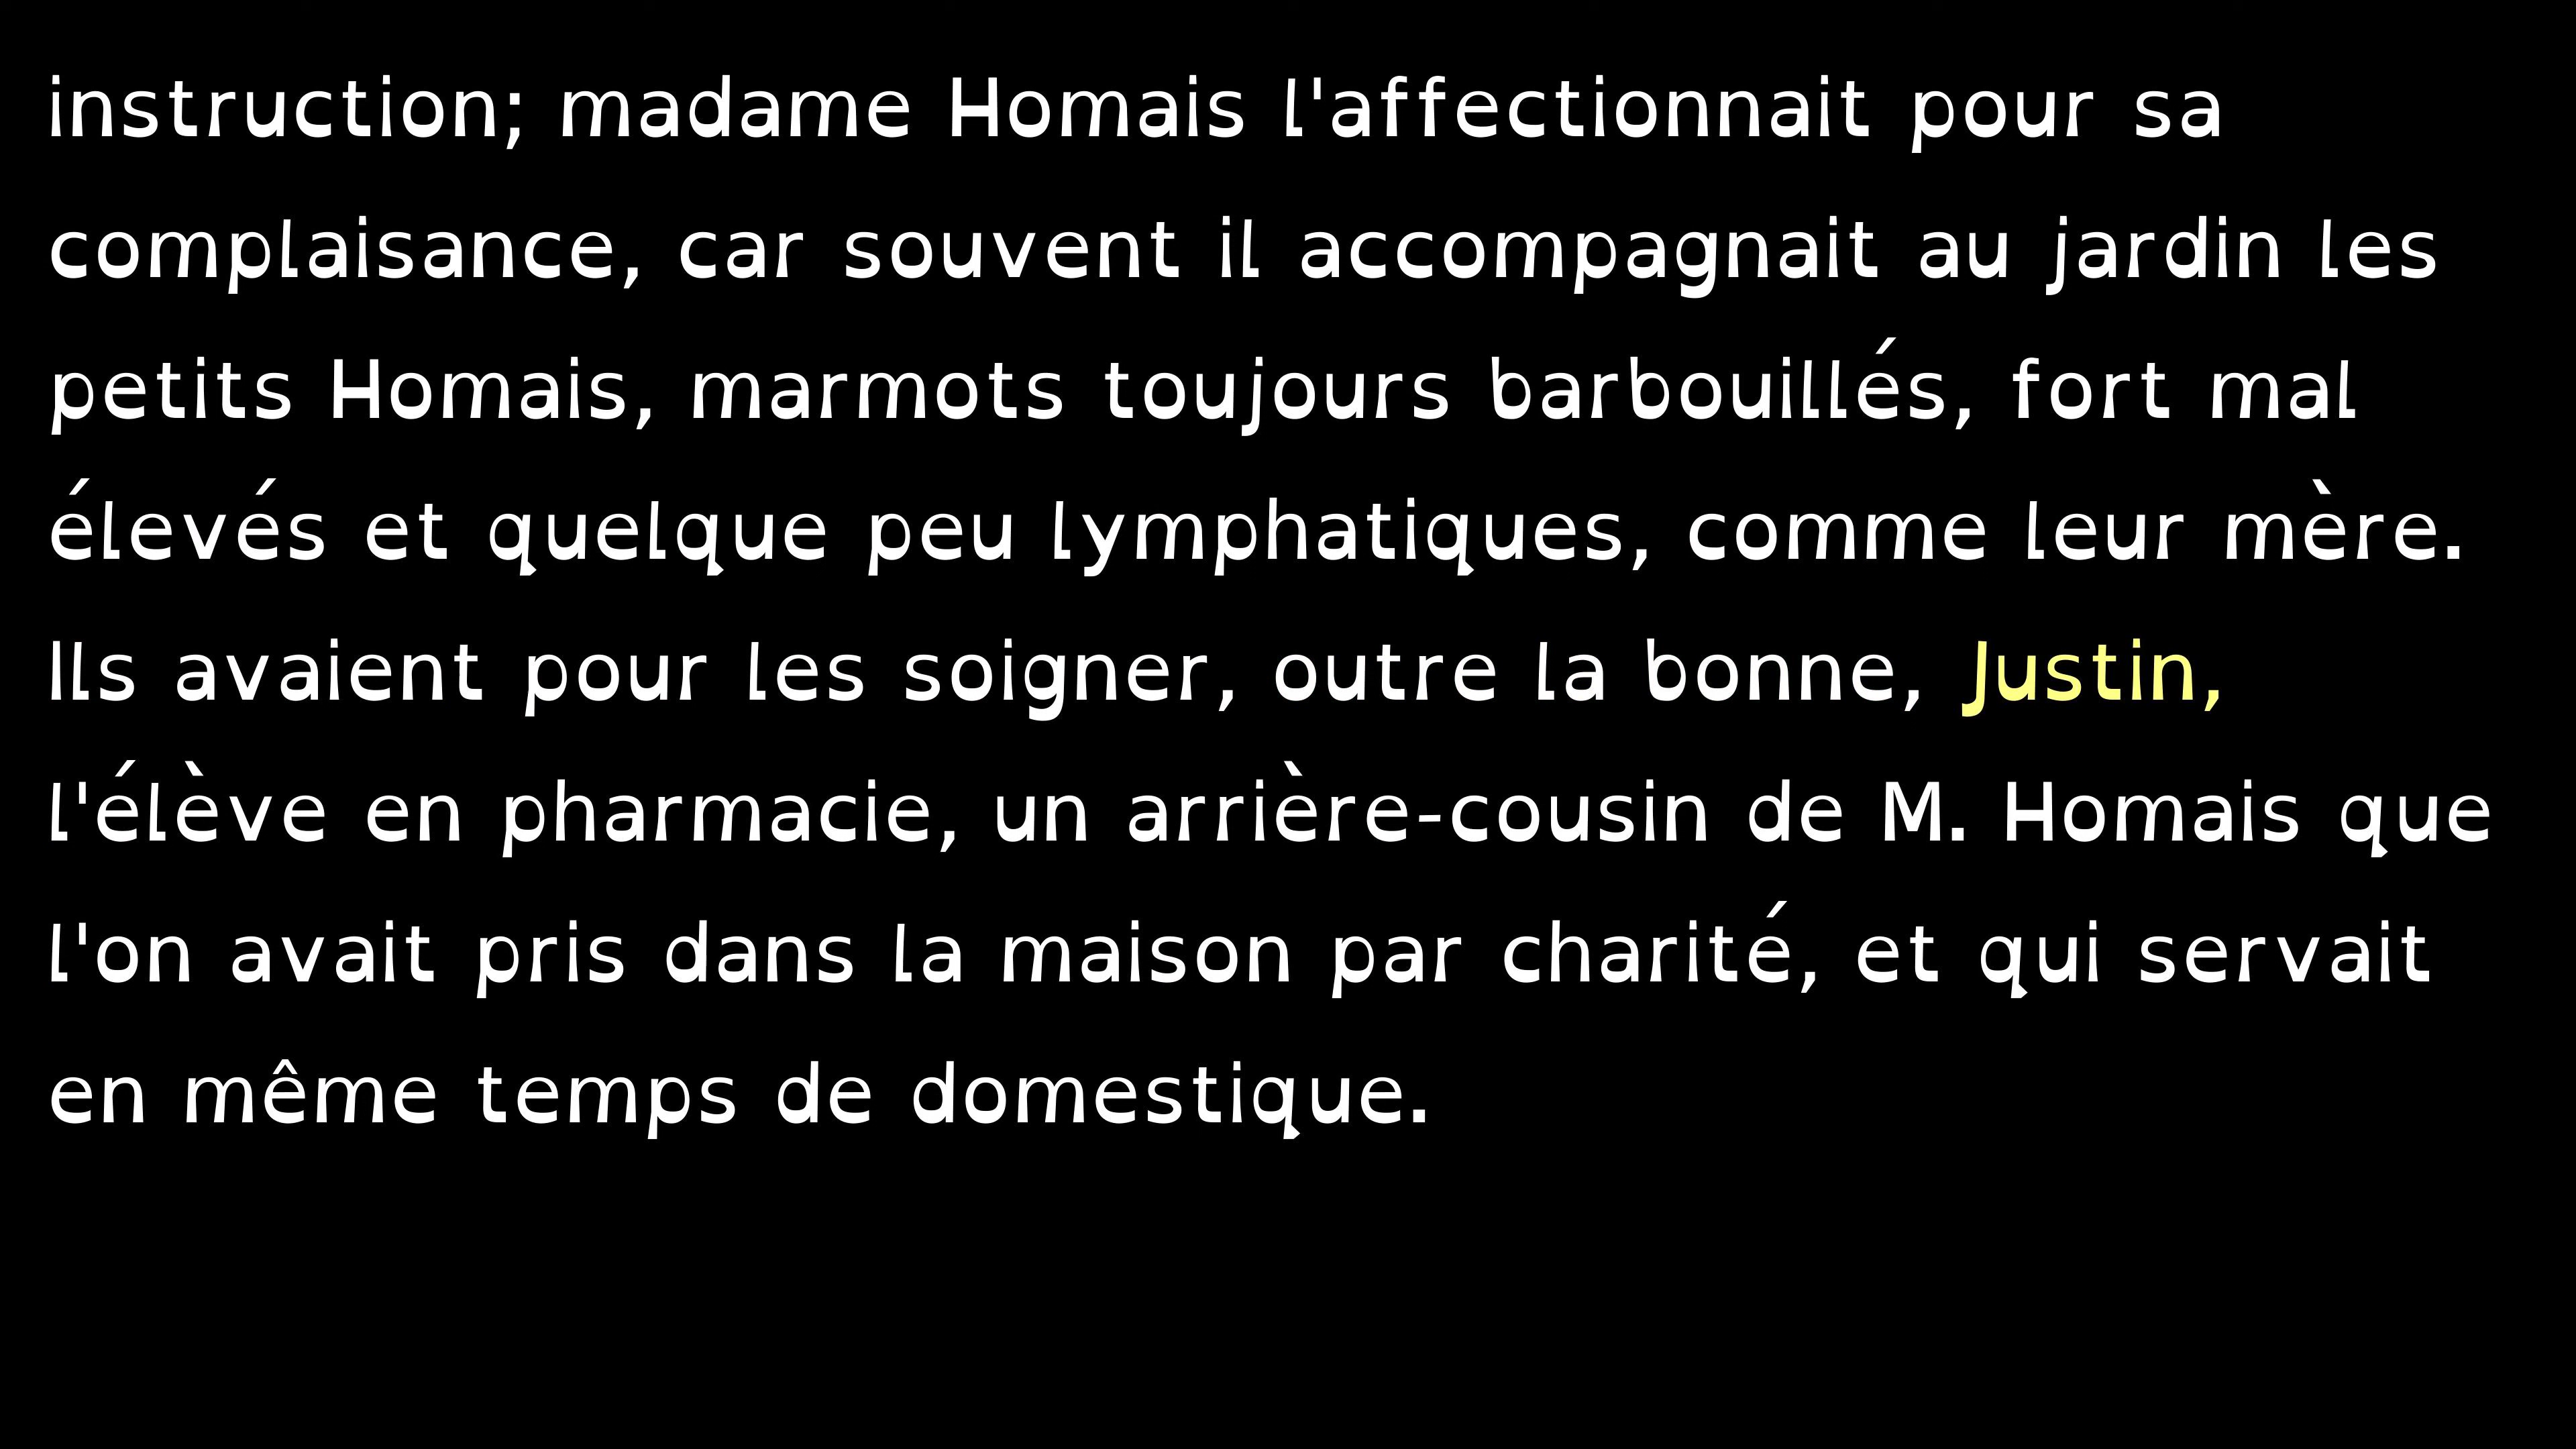 instruction; madame Homais l'affectionnait pour sa
complaisance, car souvent il accompagnait au jardin les
petits Homais, marmots toujours barbouillés, fort mal
élevés et quelque peu lymphatiques, comme leur mère.
Ils avaient pour les soigner, outre la bonne, Justin,
l'élève en pharmacie, un arrière-cousin de M. Homais que
l'on avait pris dans la maison par charité, et qui servait
en même temps de domestique.